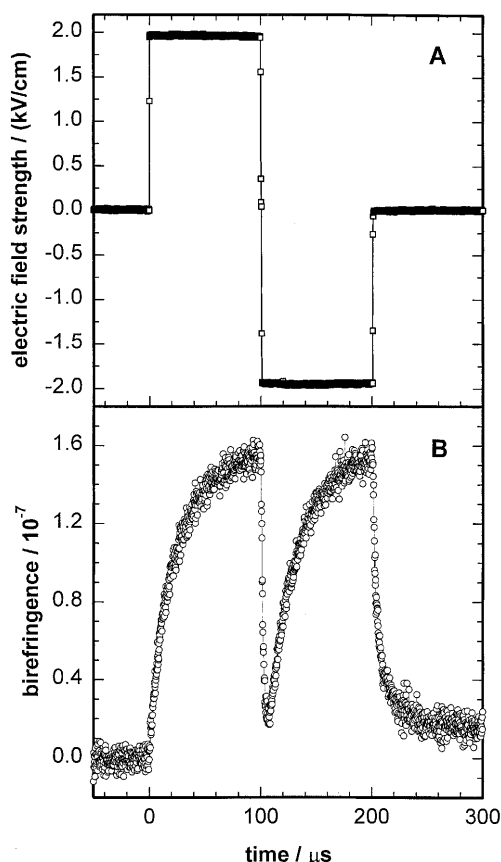 A
electric field strength / (kV/cm)
2.0
1.5
1.0
0.5
0.0
-0.5
-1.0
-1.5
-2.0
B
birefringence / 10-7
1.6
1.2
0.8
0.4
0.0
0 100 200 300
time / μs